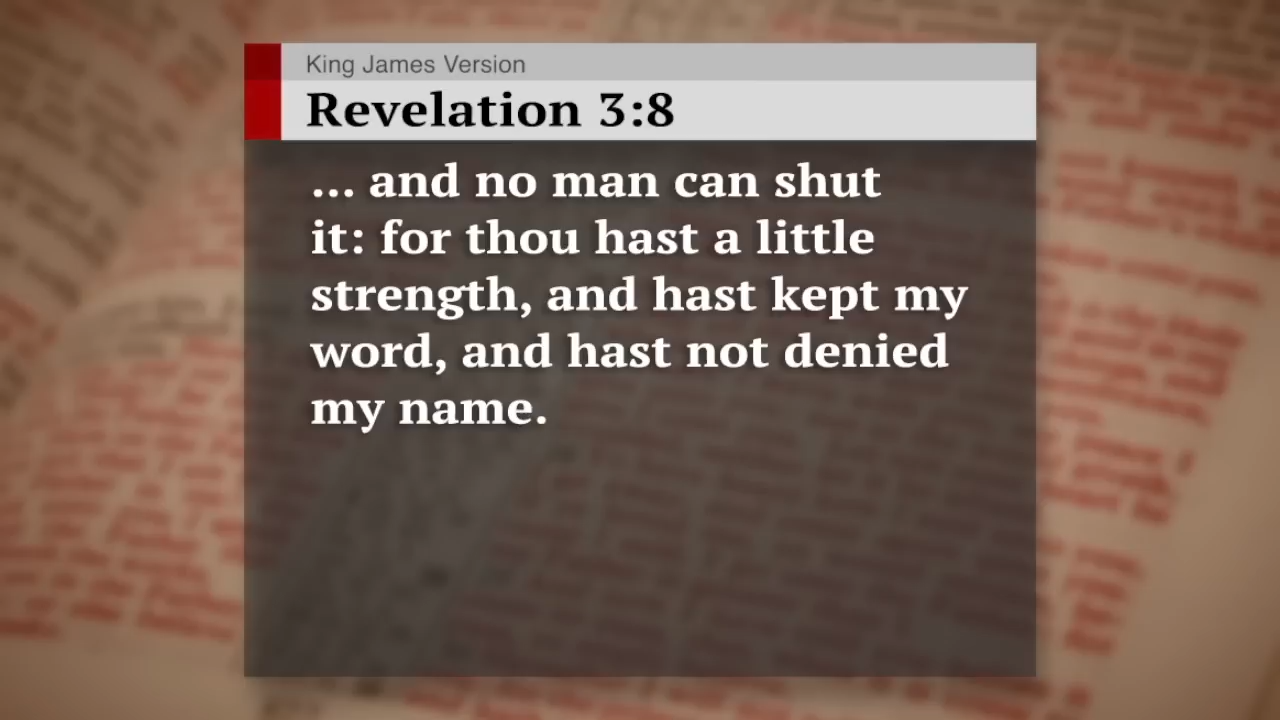 King James Version
Revelation 3:8
... and no man can shut
it: for thou hast a little
strength, and hast kept my
word, and hast not denied
my name.